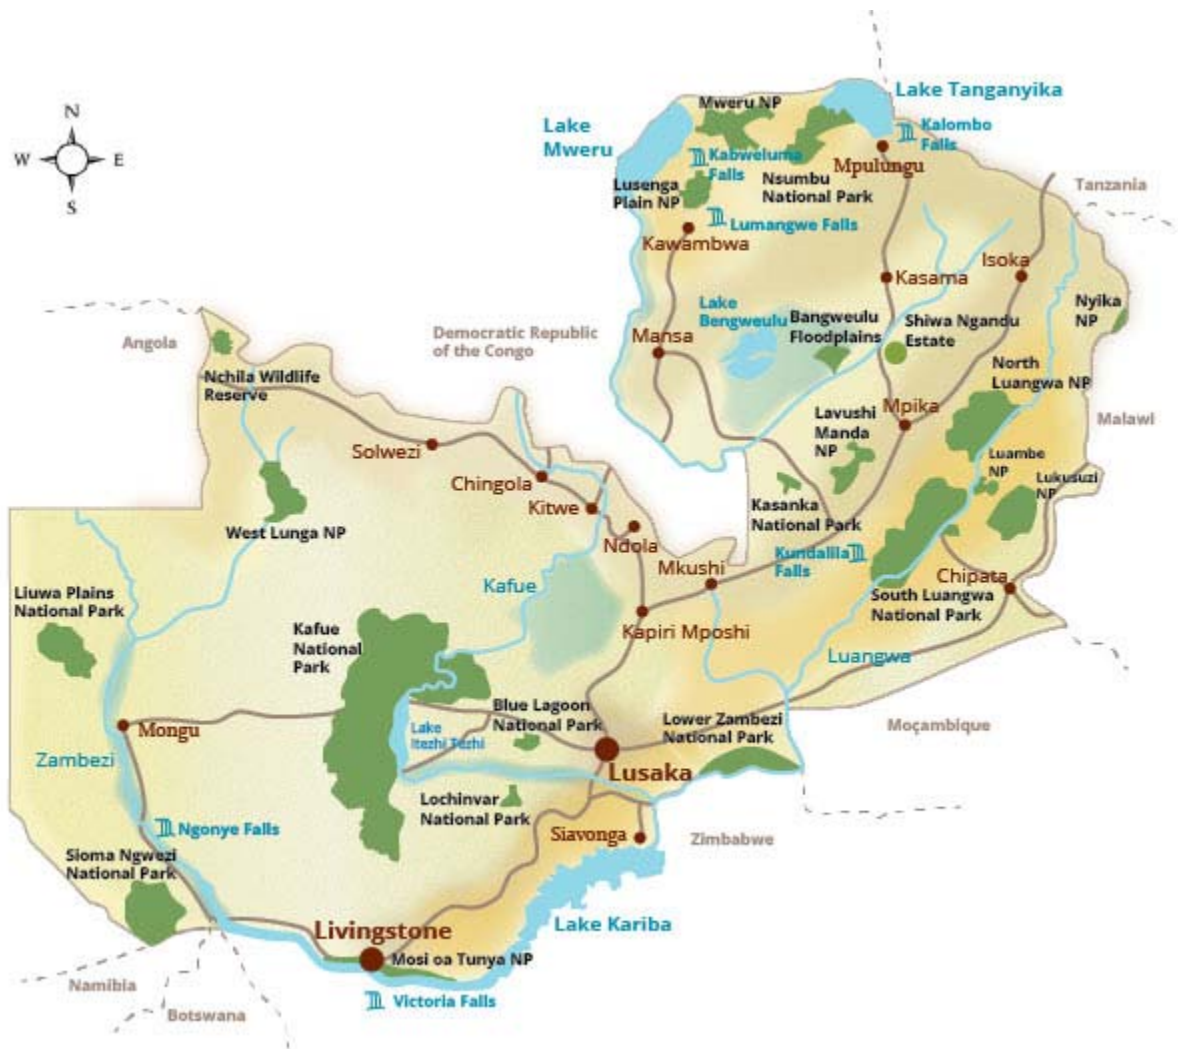 N
W E
S
Lake Tanganyika
Mweru NP
Lake
Mweru
Kalombo
Falls
Kabweluma
Falls
Mpulungu
Lusenga
Plain NP
Nsumbu
National Park
Tanzania
Lumangwe Falls
Kawambwa
Isoka
Kasama
Lake
Bengweulu
Nyika
NP
Bangweulu
Floodplains
Shiwa Ngandu
Estate
Angola
Democratic Republic
of the Congo
Mansa
North
Luangwa NP
Nchila Wildlife
Reserve
Mpika
Lavushi
Manda
NP
Malawi
Solwezi
Luambe
NP
Chingola
Lukusuzi
NP
Kitwe
Kasanka
National Park
West Lunga NP
Ndola
Kundalila
Falls
Mkushi
Kafue
Chipata
Liuwa Plains
National Park
South Luangwa
National Park
Kafue
National
Park
Kapiri Mposhi
Luangwa
Blue Lagoon
National Park
Lower Zambezi
National Park
Moçambique
Mongu
Lake
Itezhi Tezhi
Zambezi
Lusaka
Lochinvar
National Park
Ngonye Falls
Siavonga
Zimbabwe
Sioma Ngwezi
National Park
Lake Kariba
Livingstone
Mosi oa Tunya NP
Namibia
Victoria Falls
Botswana